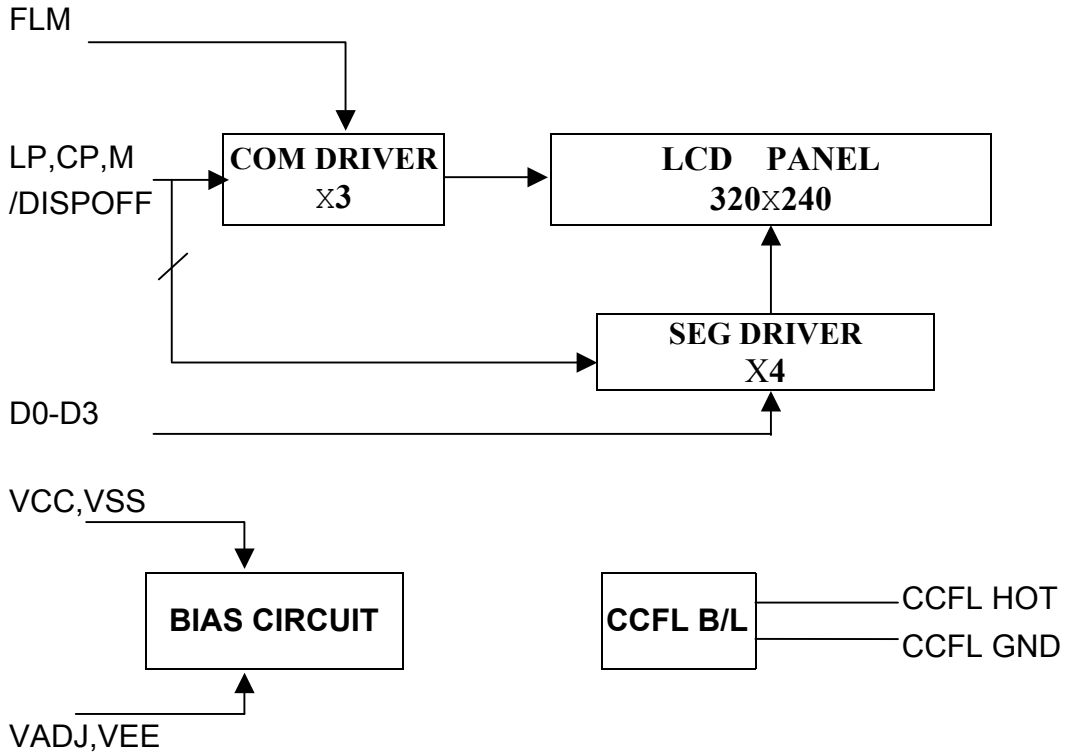 FLM
LP,CP,M
/DISPOFF
COM DRIVER
X3
LCD PANEL
320X240
SEG DRIVER
X4
D0-D3
VCC,VSS
BIAS CIRCUIT
CCFL B/L
CCFL HOT
CCFL GND
VADJ,VEE